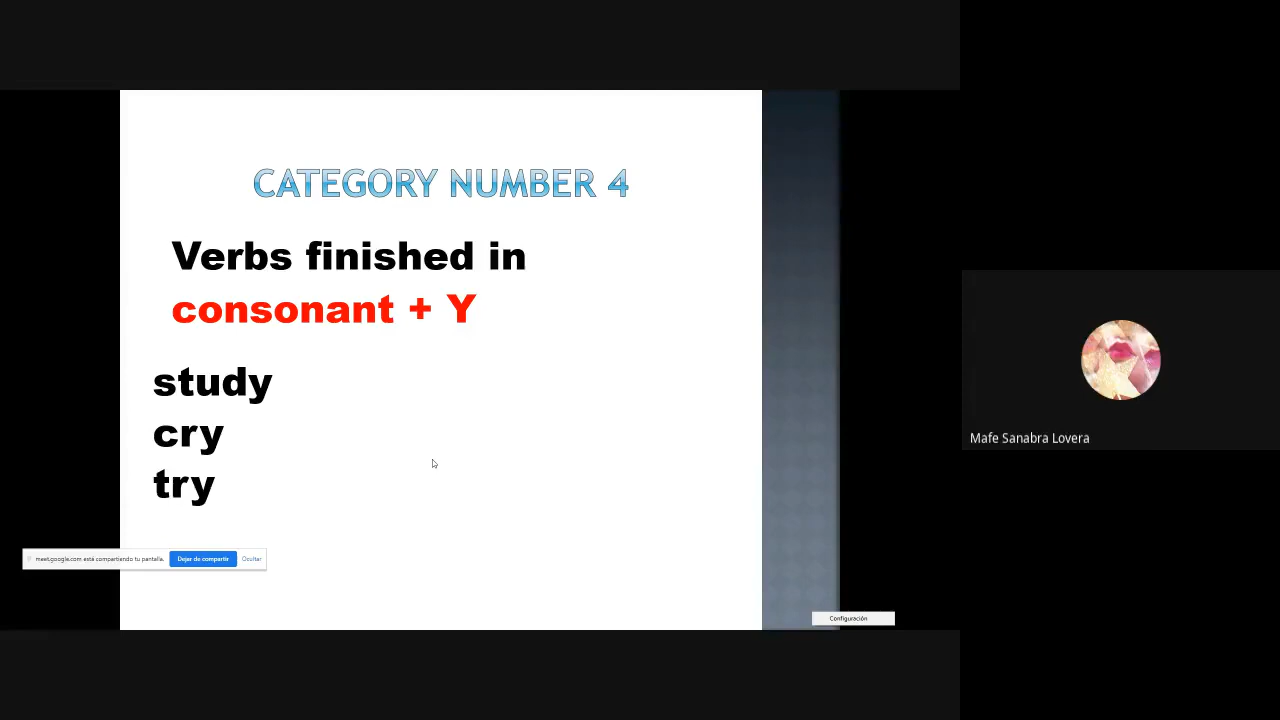 CATEGORY NUMBER 4
Verbs finished in
consonant + Y
study
cry
try
meet.google.com está compartiendo tu pantalla.
Dejar de compartir
Ocultar
Configuración
Mafe Sanabra Lovera